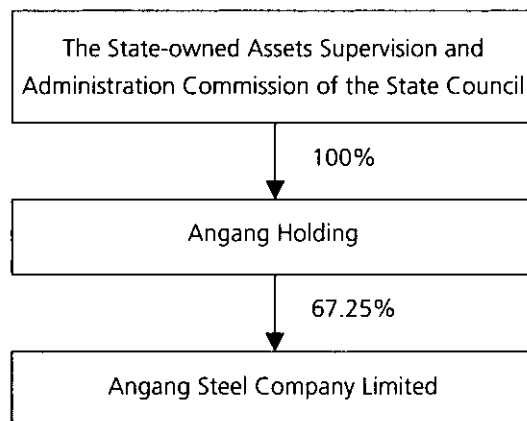 The State-owned Assets Supervision and
Administration Commission of the State Council
100%
Angang Holding
67.25%
Angang Steel Company Limited